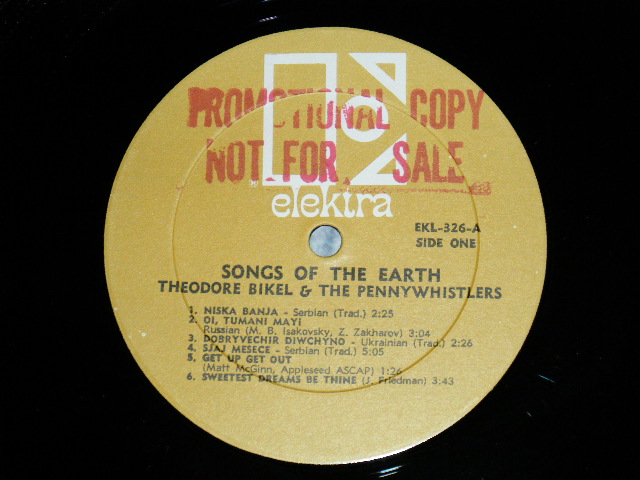 PROMOTIONAL COPY
NOT FOR SALE
elektra
EKL-326-A
SIDE ONE
SONGS OF THE EARTH
THEODORE BIKEL & THE PENNYWHISTLERS
1. NISKA BANJA - Serbian (Trad.) 2:25
2. OI, TUMANI MAYI
Russian (M. B. Isakovsky, Z. Zakharov) 3:04
3. DOBRYVECHIR DIWCHYNO - Ukrainian (Trad.) 2:26
4. SJAJ MESECE - Serbian (Trad.) 5:05
5. GET UP GET OUT
(Matt McGinn, Appleseed ASCAP) 1:26
6. SWEETEST DREAMS BE THINE (J. Friedman) 3:43